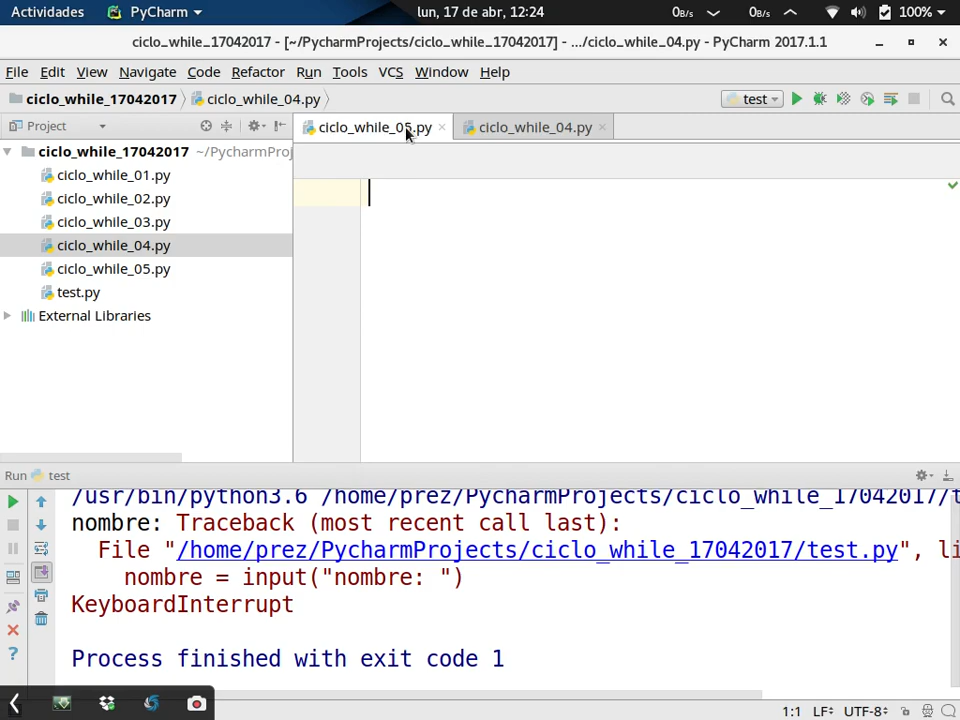 Actividades PyCharm lun, 17 de abr, 12:24 0B/s 0B/s 100%
ciclo_while_17042017 - [~/PycharmProjects/ciclo_while_17042017] - .../ciclo_while_04.py - PyCharm 2017.1.1
File Edit View Navigate Code Refactor Run Tools VCS Window Help
ciclo_while_17042017 ciclo_while_04.py test
Project ciclo_while_05.py ciclo_while_04.py
ciclo_while_17042017 ~/PycharmProj
ciclo_while_01.py
ciclo_while_02.py
ciclo_while_03.py
ciclo_while_04.py
ciclo_while_05.py
test.py
External Libraries
Run test
/usr/bin/python3.6 /home/prez/PycharmProjects/ciclo_while_17042017/t
nombre: Traceback (most recent call last):
File "/home/prez/PycharmProjects/ciclo_while_17042017/test.py", li
nombre = input("nombre: ")
KeyboardInterrupt
Process finished with exit code 1
1:1 LF UTF-8